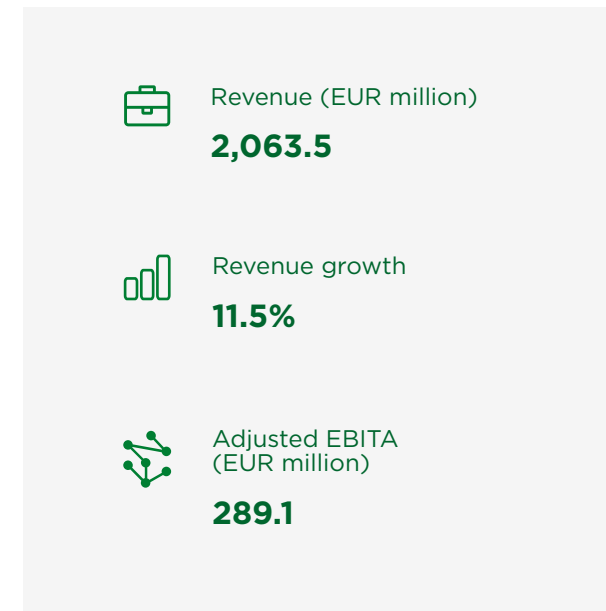 Revenue (EUR million)
2,063.5
Revenue growth
11.5%
Adjusted EBITA
(EUR million)
289.1